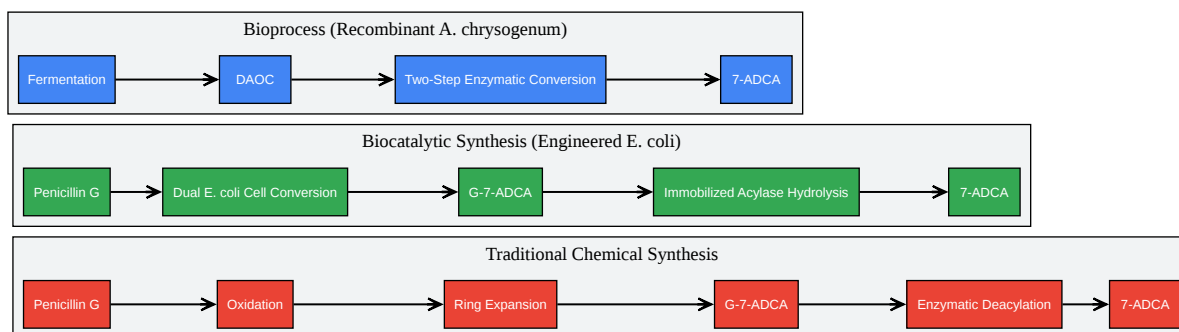 Bioprocess (Recombinant A. chrysogenum)
Fermentation
DAOC
Two-Step Enzymatic Conversion
7-ADCA
Biocatalytic Synthesis (Engineered E. coli)
Penicillin G
Dual E. coli Cell Conversion
G-7-ADCA
Immobilized Acylase Hydrolysis
7-ADCA
Traditional Chemical Synthesis
Penicillin G
Oxidation
Ring Expansion
G-7-ADCA
Enzymatic Deacylation
7-ADCA